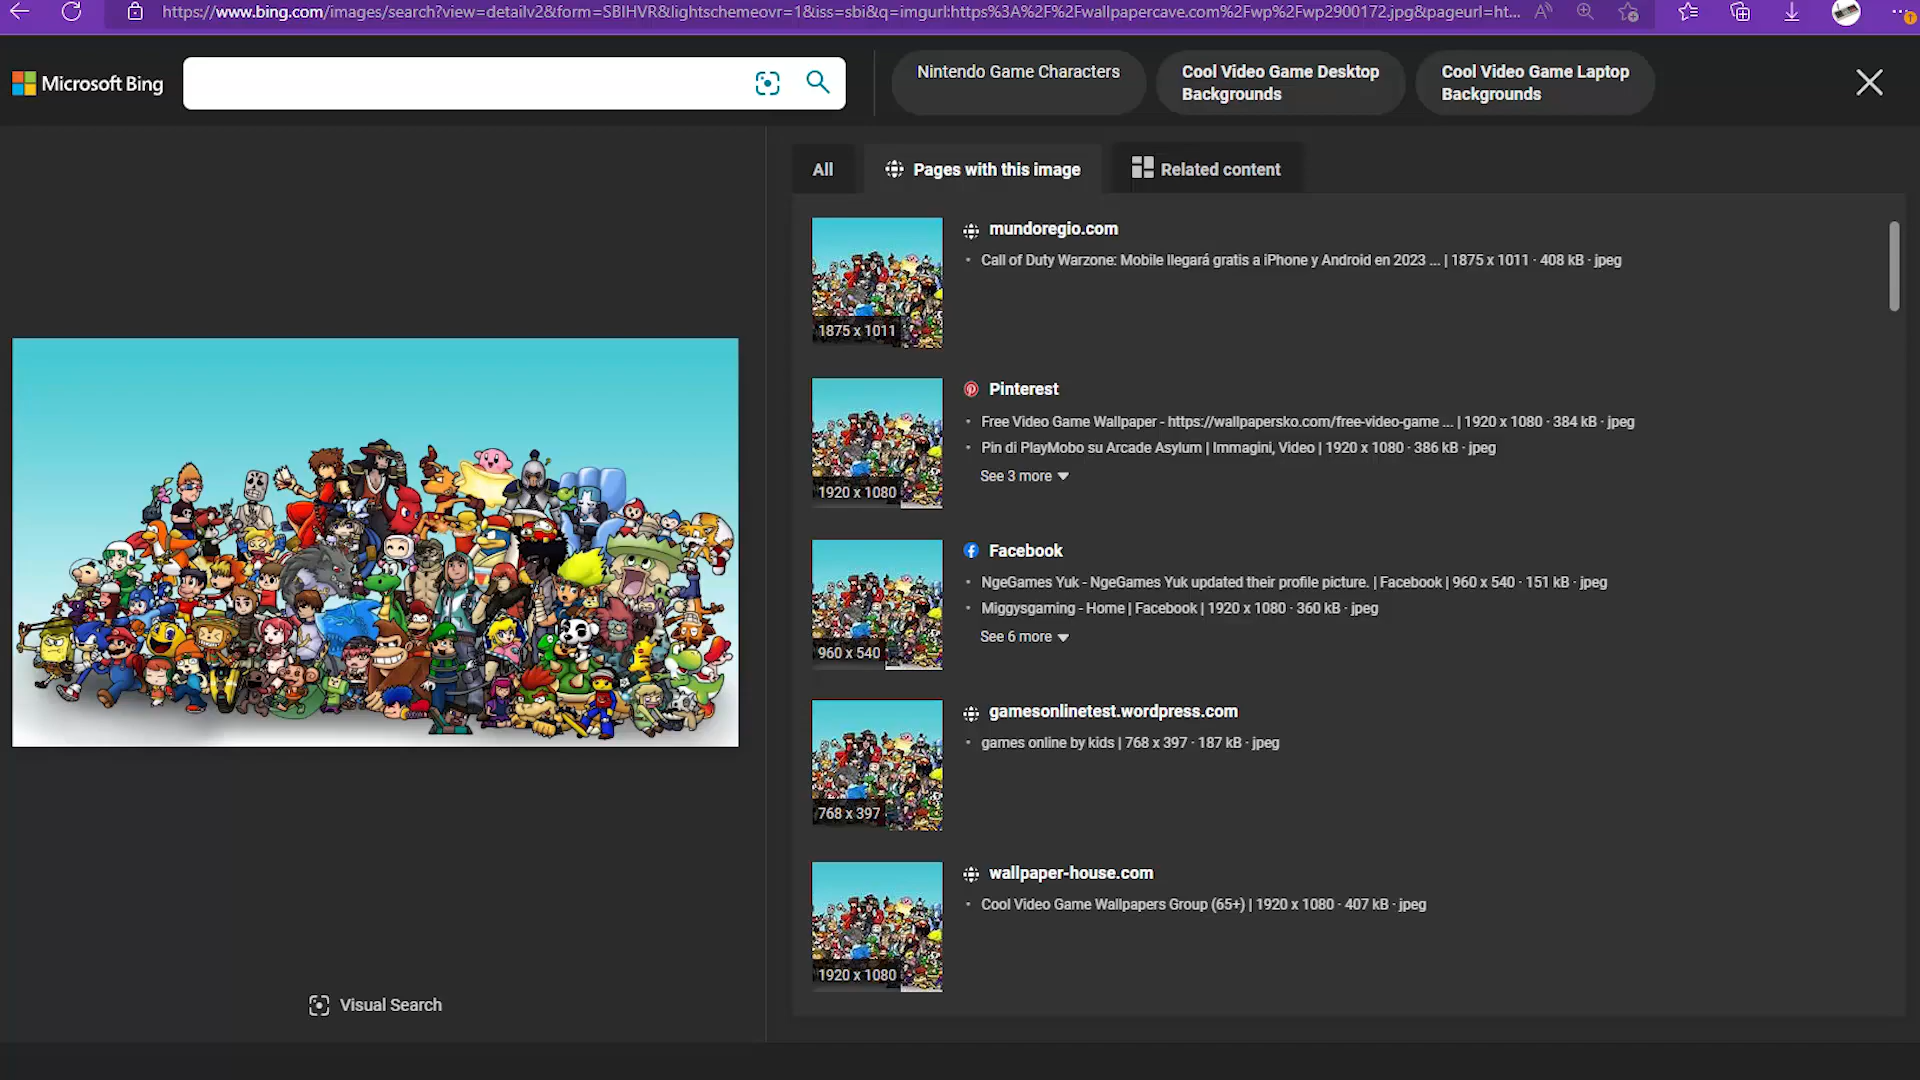 https://www.bing.com/images/search?view=detailv2&form=SBIHVR&lightschemeovr=1&iss=sbi&q=imgurl:https%3A%2F%2Fwallpapercave.com%2Fwp%2Fwp2900172.jpg&pageurl=ht...
Microsoft Bing
Nintendo Game Characters
Cool Video Game Desktop
Backgrounds
Cool Video Game Laptop
Backgrounds
All
Pages with this image
Related content
mundoregio.com
Call of Duty Warzone: Mobile llegará gratis a iPhone y Android en 2023 ... | 1875 x 1011 · 408 kB · jpeg
1875 x 1011
Pinterest
Free Video Game Wallpaper - https://wallpapersko.com/free-video-game ... | 1920 x 1080 · 384 kB · jpeg
Pin di PlayMobo su Arcade Asylum | Immagini, Video | 1920 x 1080 · 386 kB · jpeg
See 3 more
1920 x 1080
Facebook
NgeGames Yuk - NgeGames Yuk updated their profile picture. | Facebook | 960 x 540 · 151 kB · jpeg
Miggysgaming - Home | Facebook | 1920 x 1080 · 360 kB · jpeg
See 6 more
960 x 540
gamesonlinetest.wordpress.com
games online by kids | 768 x 397 · 187 kB · jpeg
768 x 397
wallpaper-house.com
Cool Video Game Wallpapers Group (65+) | 1920 x 1080 · 407 kB · jpeg
1920 x 1080
Visual Search